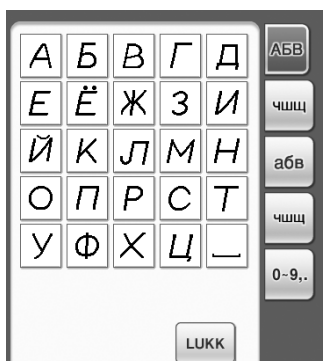 А Б В Г Д
Е Ё Ж З И
Й К Л М Н
О П Р С Т
У Ф Х Ц
LUKK
АБВ
чшщ
абв
чшщ
0~9,.